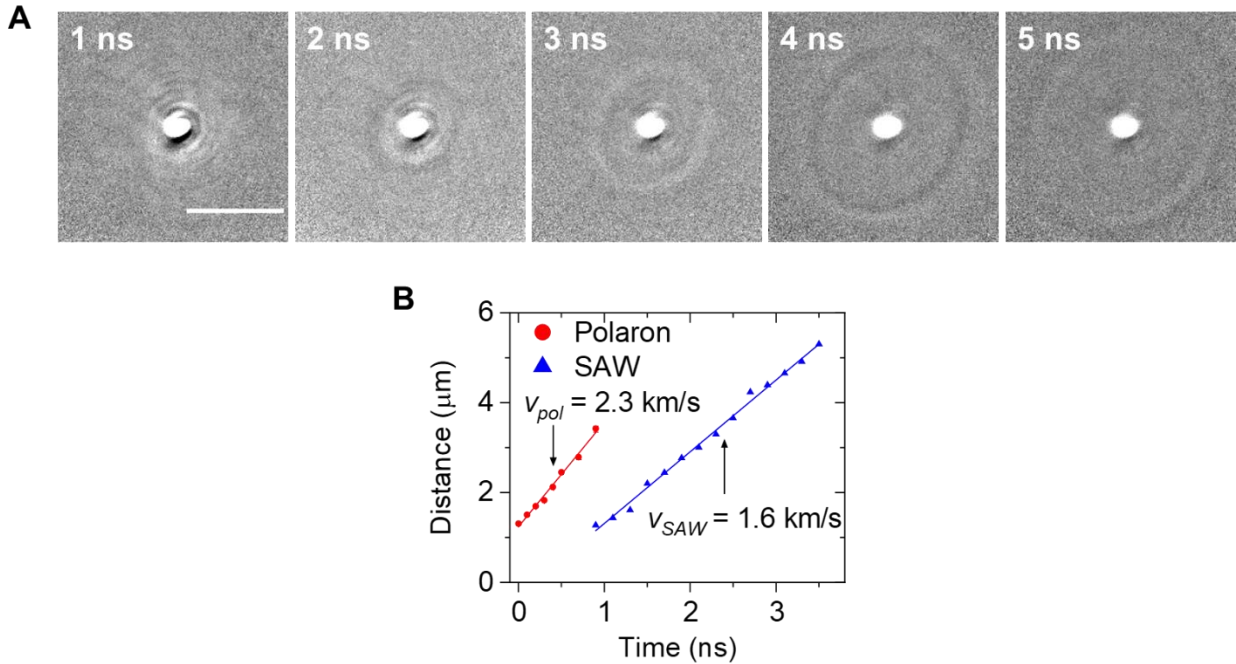 A
1 ns
2 ns
3 ns
4 ns
5 ns
B
Polaron
SAW
v_pol = 2.3 km/s
v_SAW = 1.6 km/s
Distance (μm)
6
4
2
0
0
1
2
3
Time (ns)